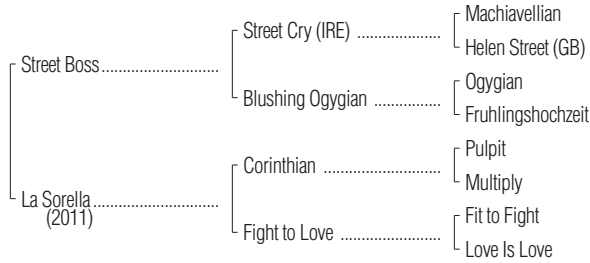 Machiavellian
Street Cry (IRE) ..................
Helen Street (GB)
Street Boss.........................
Ogygian
Blushing Ogygian ...............
Fruhlingshochzeit
Pulpit
Corinthian .........................
Multiply
La Sorella ...........................
(2011)
Fit to Fight
Fight to Love .....................
Love Is Love